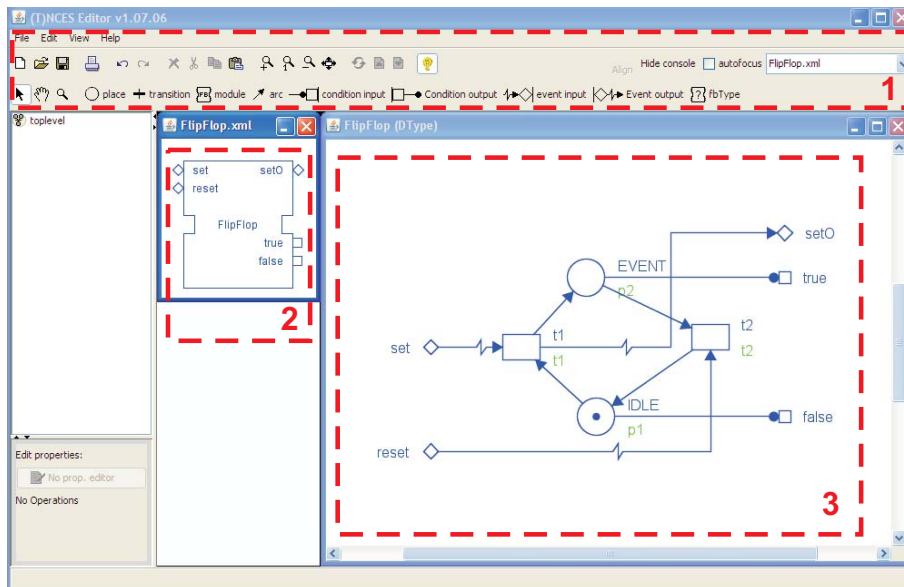 (T)NCES Editor v1.07.06
File Edit View Help
Align Hide console autofocus FlipFlop.xml
1
place transition FB module arc condition input Condition output event input Event output [?] fbType
toplevel
FlipFlop.xml
set setO
reset
FlipFlop
true
false
2
FlipFlop (DType)
setO
EVENT
true
p2
t2
t1
set
t1
t2
IDLE
false
p1
reset
3
Edit properties:
No prop. editor
No Operations